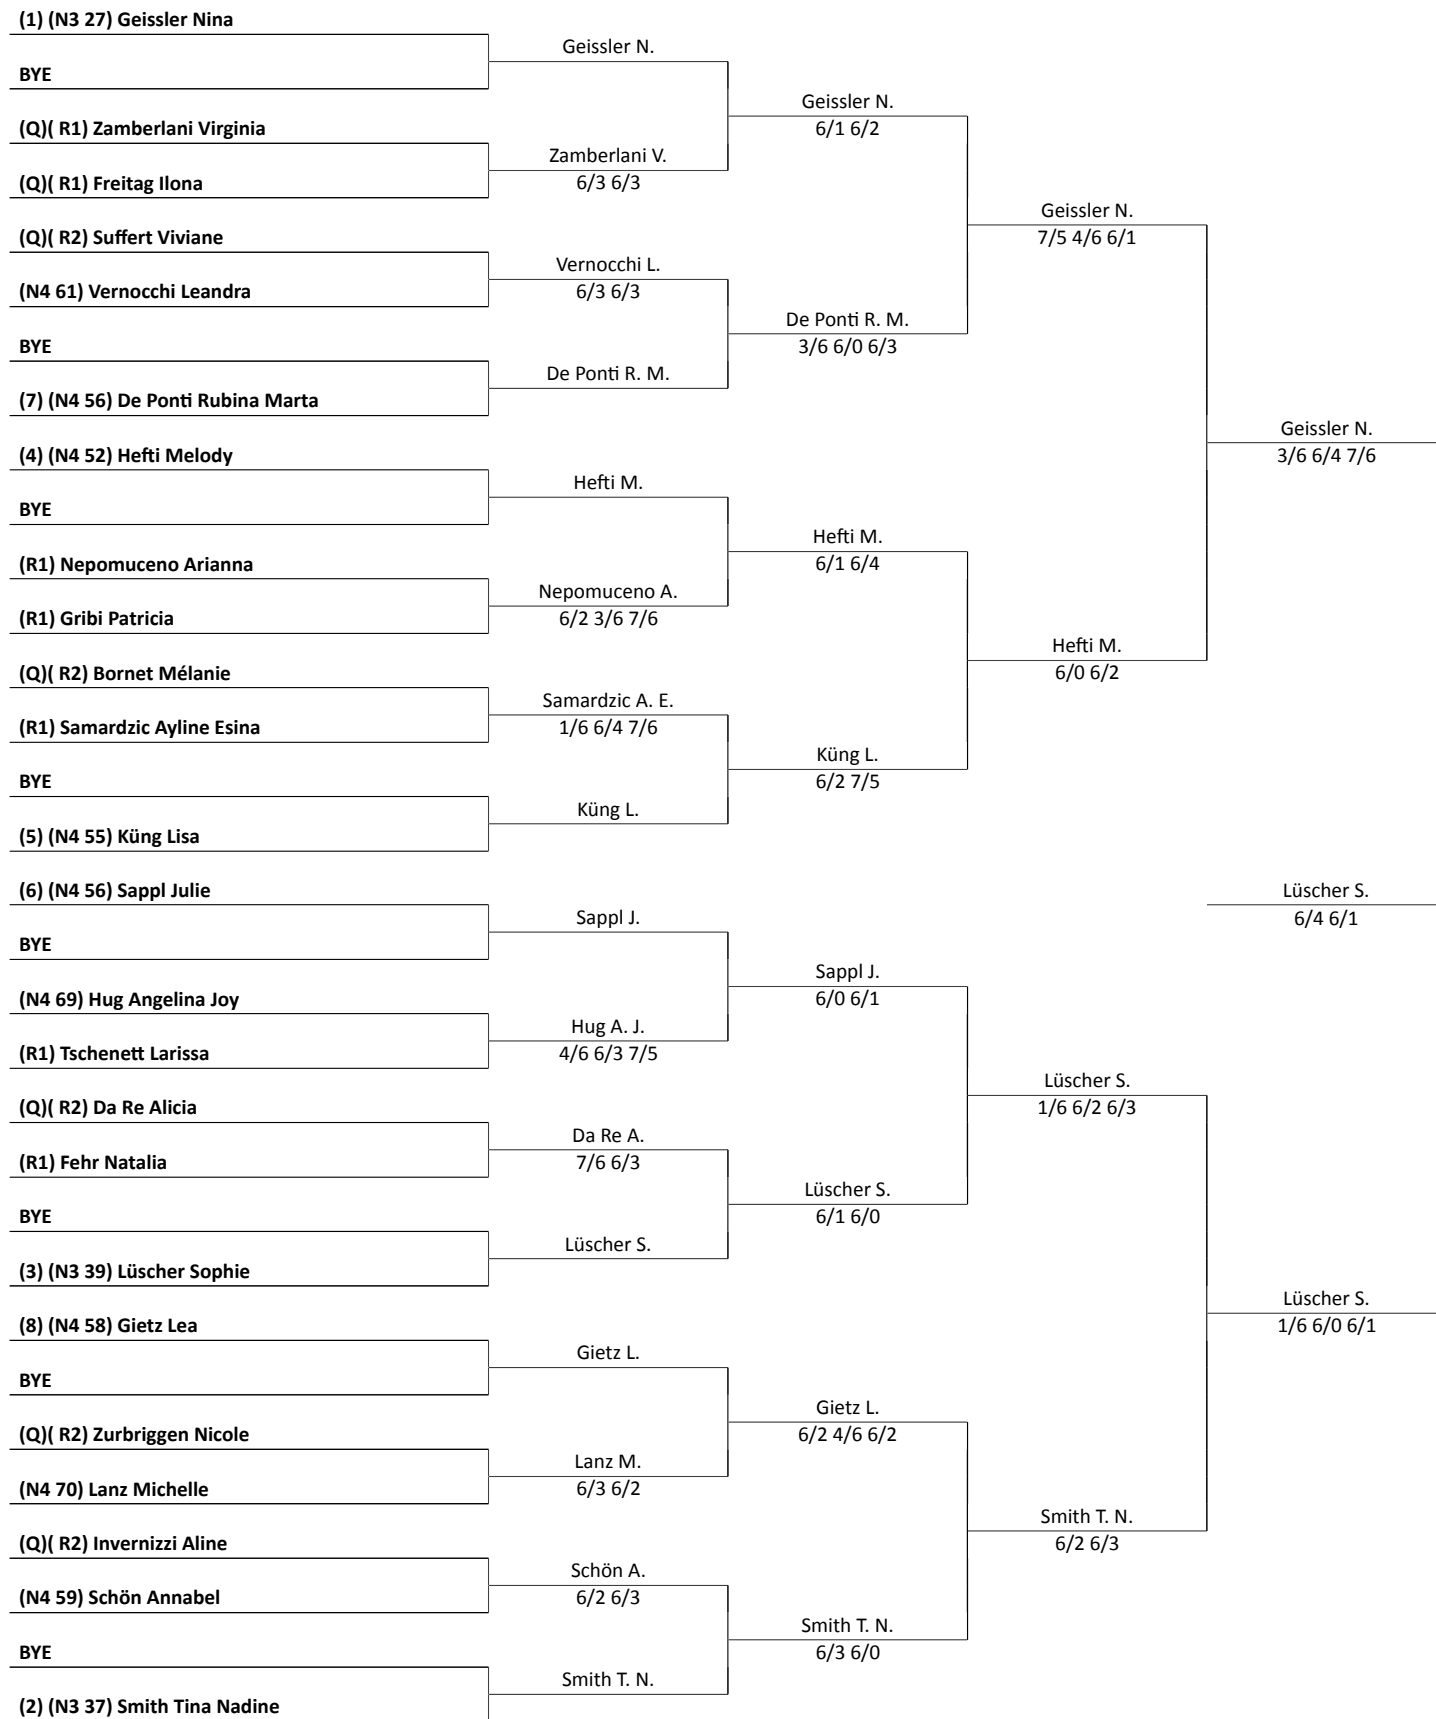 (1) (N3 27) Geissler Nina
BYE
(Q)( R1) Zamberlani Virginia
(Q)( R1) Freitag Ilona
(Q)( R2) Suffert Viviane
(N4 61) Vernocchi Leandra
BYE
(7) (N4 56) De Ponti Rubina Marta
(4) (N4 52) Hefti Melody
BYE
(R1) Nepomuceno Arianna
(R1) Gribi Patricia
(Q)( R2) Bornet Mélanie
(R1) Samardzic Ayline Esina
BYE
(5) (N4 55) Küng Lisa
(6) (N4 56) Sappl Julie
BYE
(N4 69) Hug Angelina Joy
(R1) Tschenett Larissa
(Q)( R2) Da Re Alicia
(R1) Fehr Natalia
BYE
(3) (N3 39) Lüscher Sophie
(8) (N4 58) Gietz Lea
BYE
(Q)( R2) Zurbriggen Nicole
(N4 70) Lanz Michelle
(Q)( R2) Invernizzi Aline
(N4 59) Schön Annabel
BYE
(2) (N3 37) Smith Tina Nadine
Geissler N.
Zamberlani V.
6/3 6/3
Vernocchi L.
6/3 6/3
De Ponti R. M.
Hefti M.
Nepomuceno A.
6/2 3/6 7/6
Samardzic A. E.
1/6 6/4 7/6
Küng L.
Sappl J.
Hug A. J.
4/6 6/3 7/5
Da Re A.
7/6 6/3
Lüscher S.
Gietz L.
Lanz M.
6/3 6/2
Schön A.
6/2 6/3
Smith T. N.
Geissler N.
6/1 6/2
De Ponti R. M.
3/6 6/0 6/3
Hefti M.
6/1 6/4
Küng L.
6/2 7/5
Sappl J.
6/0 6/1
Lüscher S.
6/1 6/0
Gietz L.
6/2 4/6 6/2
Smith T. N.
6/3 6/0
Geissler N.
7/5 4/6 6/1
Hefti M.
6/0 6/2
Lüscher S.
1/6 6/2 6/3
Smith T. N.
6/2 6/3
Geissler N.
3/6 6/4 7/6
Lüscher S.
6/4 6/1
Lüscher S.
1/6 6/0 6/1